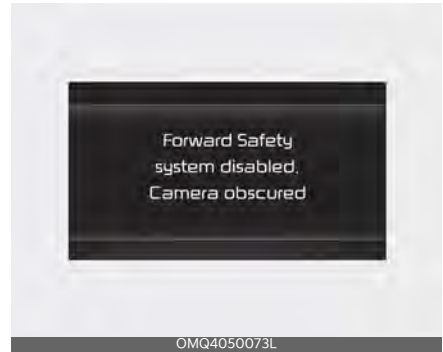 Forward Safety
system disabled.
Camera obscured
OMQ4050073L